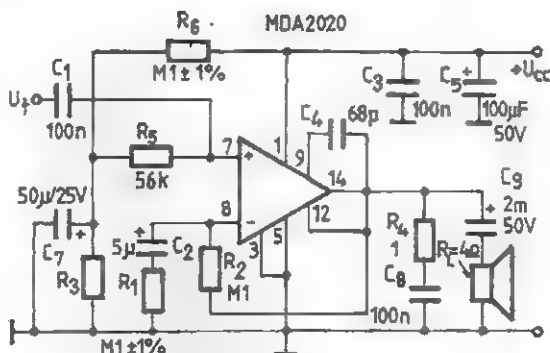 R6
MDA2020
C1
M1±1%
C3
C5
+
+Ucc
U
100n
C4
68p
100n
100µF
50V
R5
7
+
1
9
56k
14
C9
50µ/25V
8
-
12
+
2m
50V
+
+
5µ
C2
3
5
R4
1
R=4Ω
L
C7
R3
R1
R2
M1
C8
100n
M1±1%